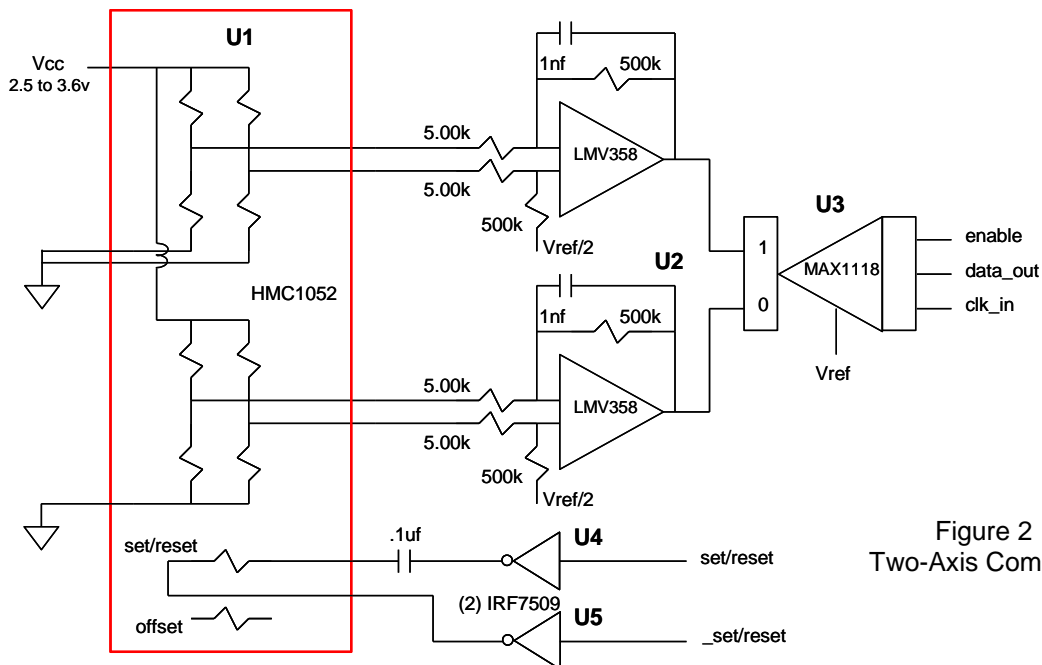 U1
Vcc
2.5 to 3.6v
1nf
500k
5.00k
LMV358
5.00k
500k
Vref/2
U3
1
0
MAX1118
enable
data_out
clk_in
Vref
HMC1052
U2
1nf
500k
5.00k
LMV358
5.00k
500k
Vref/2
set/reset
.1uf
U4
set/reset
(2) IRF7509
offset
U5
_set/reset
Figure 2
Two-Axis Com